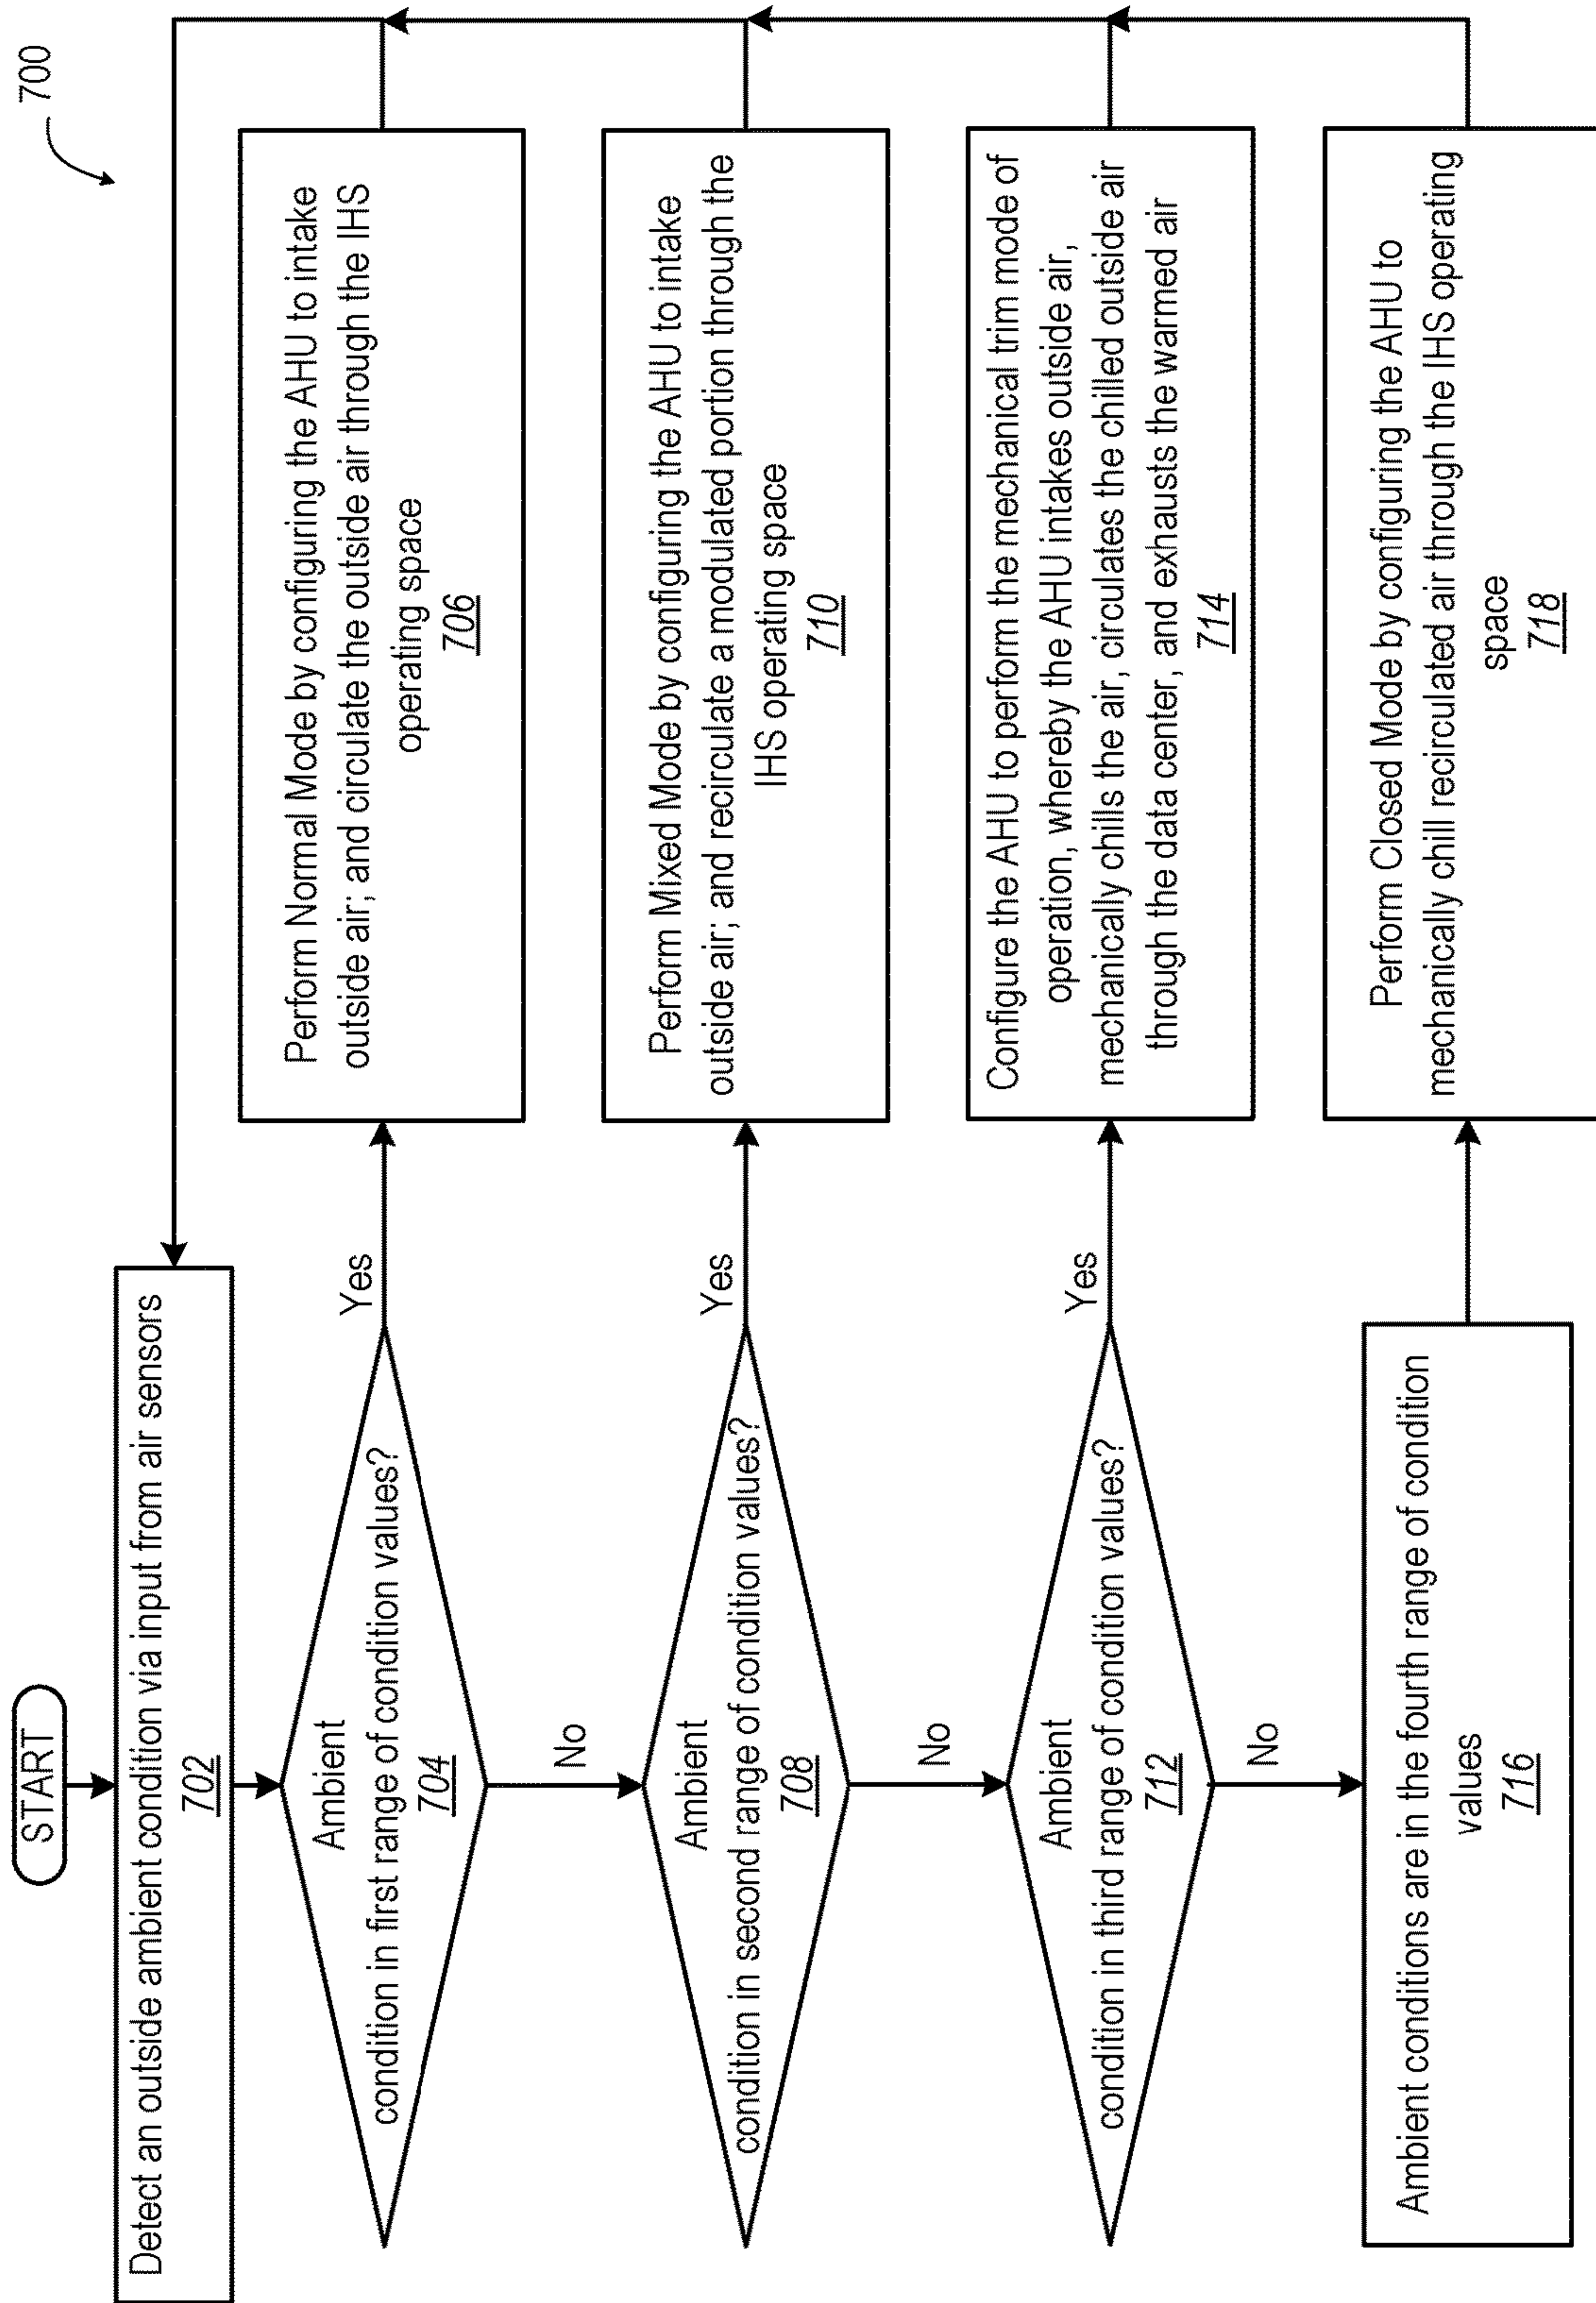 700
START
Detect an outside ambient condition via input from air sensors
702
Ambient
condition in first range of condition values?
704
Yes
No
Perform Normal Mode by configuring the AHU to intake
outside air; and circulate the outside air through the IHS
operating space
706
Ambient
condition in second range of condition values?
708
Yes
No
Perform Mixed Mode by configuring the AHU to intake
outside air; and recirculate a modulated portion through the
IHS operating space
710
Ambient
condition in third range of condition values?
712
Yes
No
Configure the AHU to perform the mechanical trim mode of
operation, whereby the AHU intakes outside air,
mechanically chills the air, circulates the chilled outside air
through the data center, and exhausts the warmed air
714
Ambient conditions are in the fourth range of condition
values
716
Perform Closed Mode by configuring the AHU to
mechanically chill recirculated air through the IHS operating
space
718